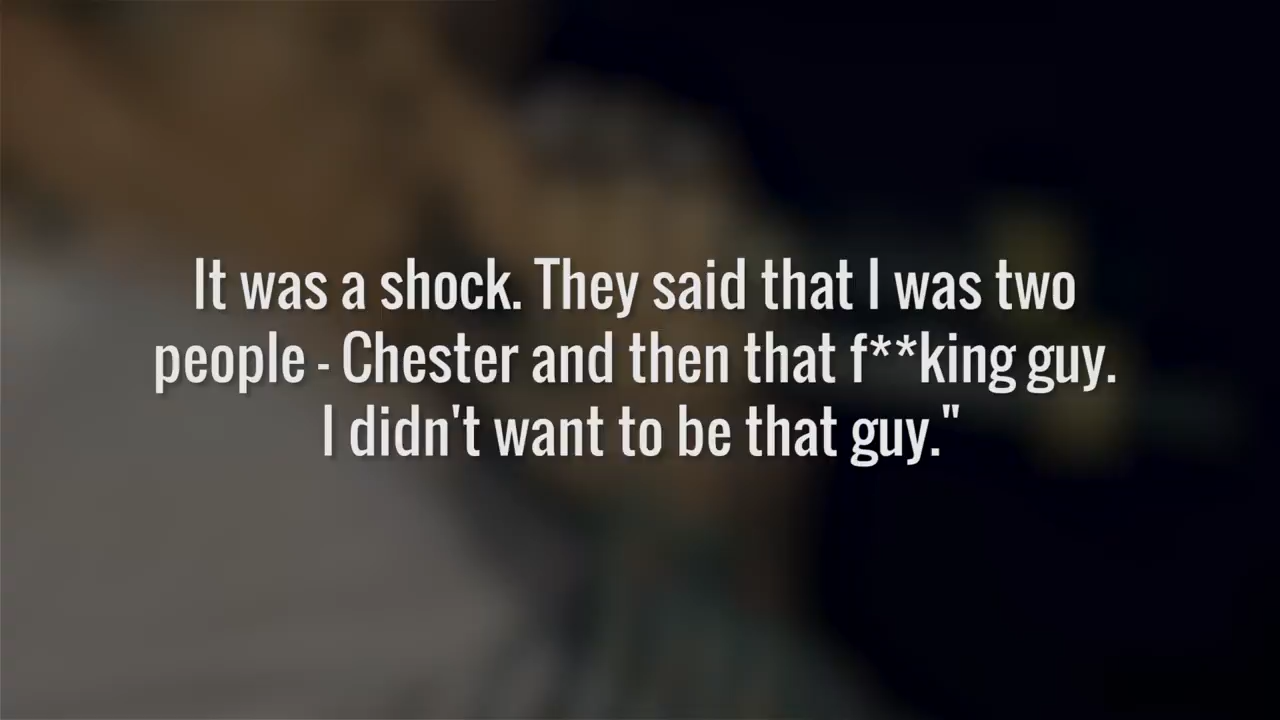 It was a shock. They said that I was two
people - Chester and then that f**king guy.
I didn't want to be that guy."